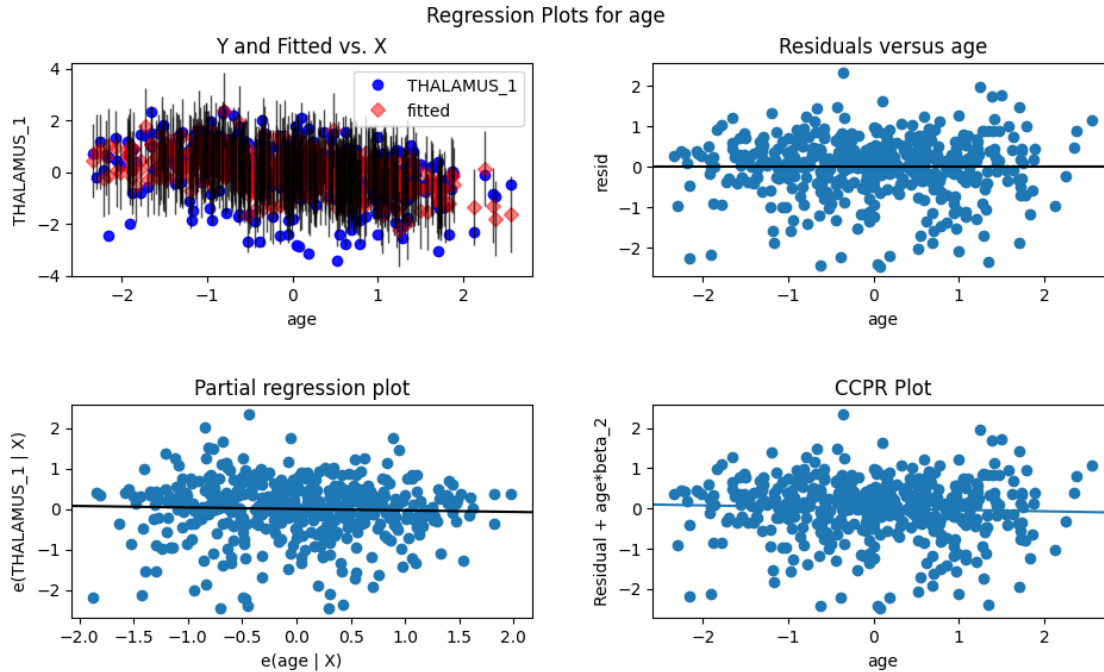 Regression Plots for age
Y and Fitted vs. X
THALAMUS_1
4
2
0
−2
−4
THALAMUS_1
fitted
−2
−1
0
1
2
age
Residuals versus age
resid
2
1
0
−1
−2
−2
−1
0
1
2
age
Partial regression plot
e(THALAMUS_1 | X)
2
1
0
−1
−2
−2.0
−1.5
−1.0
−0.5
0.0
0.5
1.0
1.5
2.0
e(age | X)
CCPR Plot
Residual + age*beta_2
2
1
0
−1
−2
−2
−1
0
1
2
age